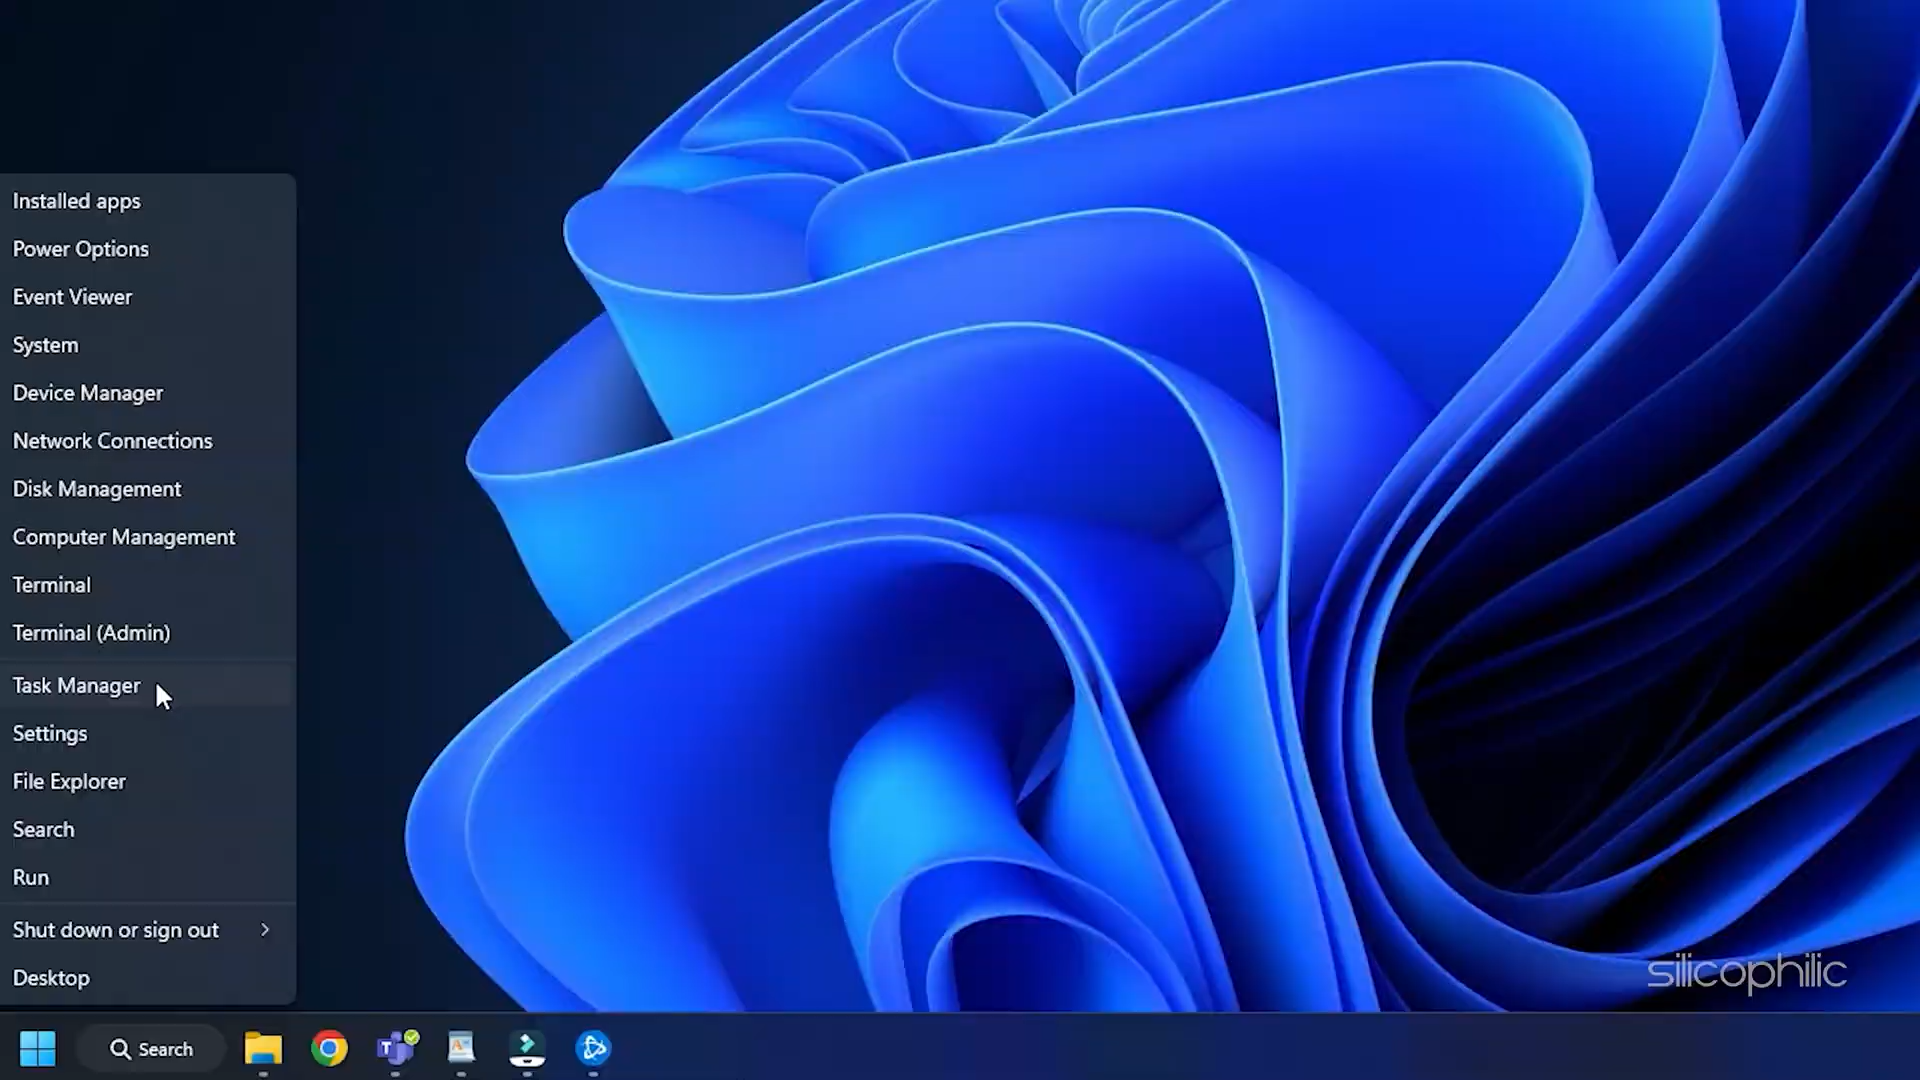 Installed apps
Power Options
Event Viewer
System
Device Manager
Network Connections
Disk Management
Computer Management
Terminal
Terminal (Admin)
Task Manager
Settings
File Explorer
Search
Run
Shut down or sign out
Desktop
silicophilic
Search